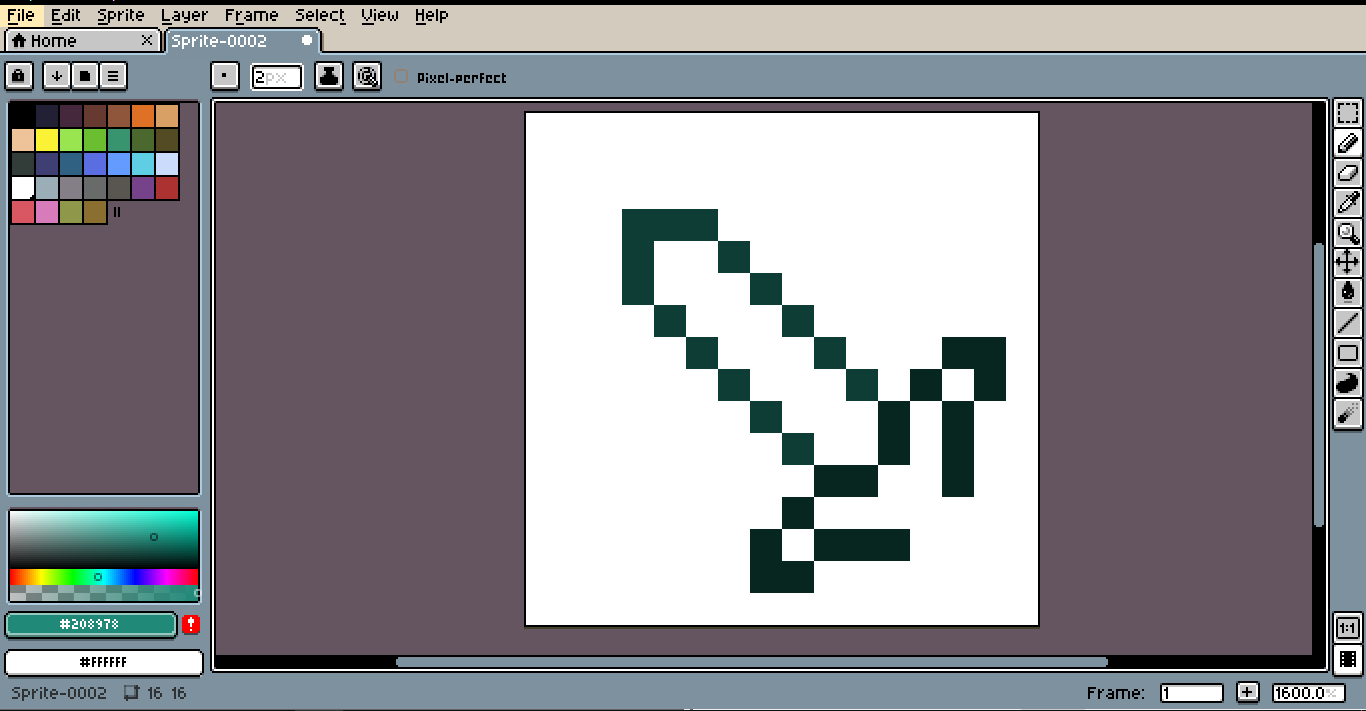 File Edit Sprite Layer Frame Select View Help
Home Sprite-0002
2px Pixel-perfect
#208978
#FFFFFF
1:1
Sprite-0002 16 16 Frame: 1 1600.0%